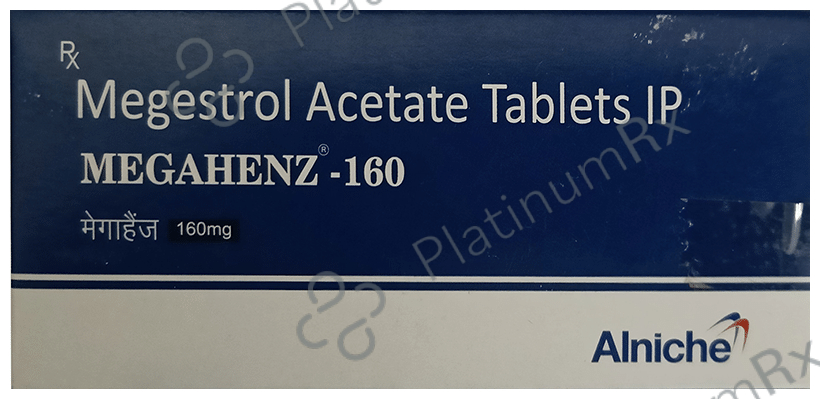 Rx
Megestrol Acetate Tablets IP
MEGAHENZ® -160
मेगाहैंज 160mg
Alniche
PlatinumRx